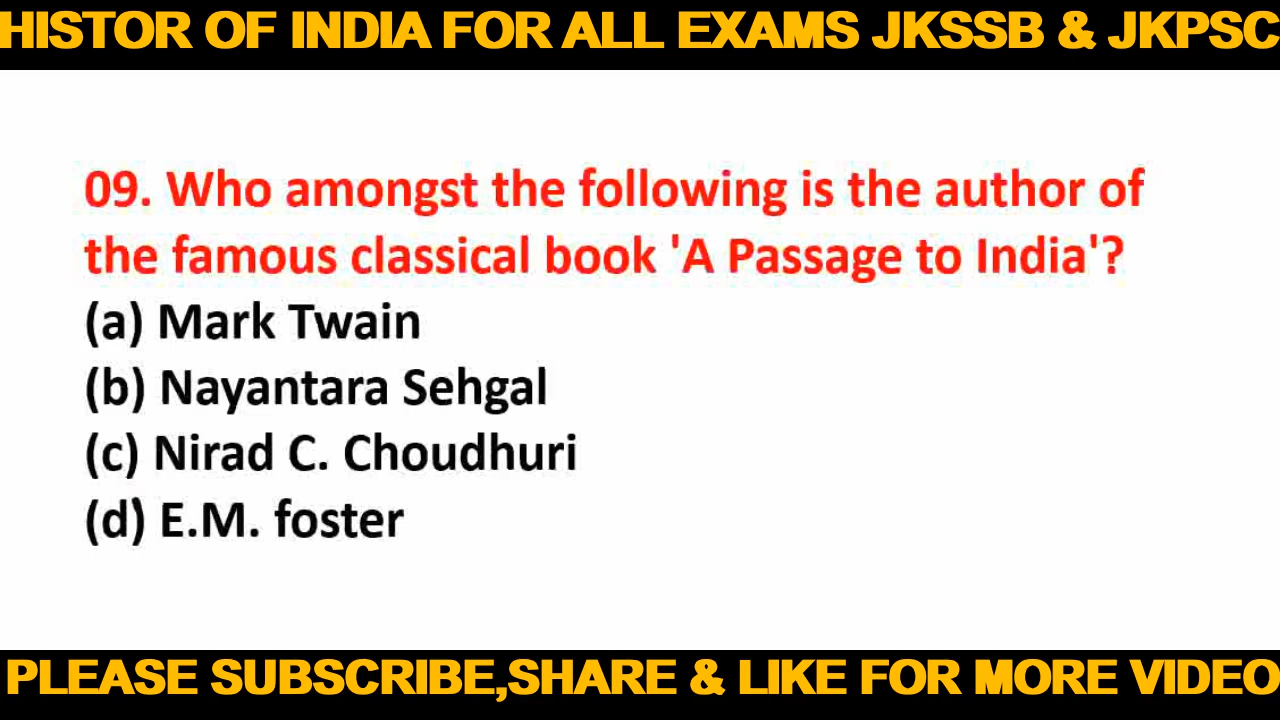 HISTOR OF INDIA FOR ALL EXAMS JKSSB & JKPSC
09. Who amongst the following is the author of
the famous classical book 'A Passage to India'?
(a) Mark Twain
(b) Nayantara Sehgal
(c) Nirad C. Choudhuri
(d) E.M. foster
PLEASE SUBSCRIBE,SHARE & LIKE FOR MORE VIDEO